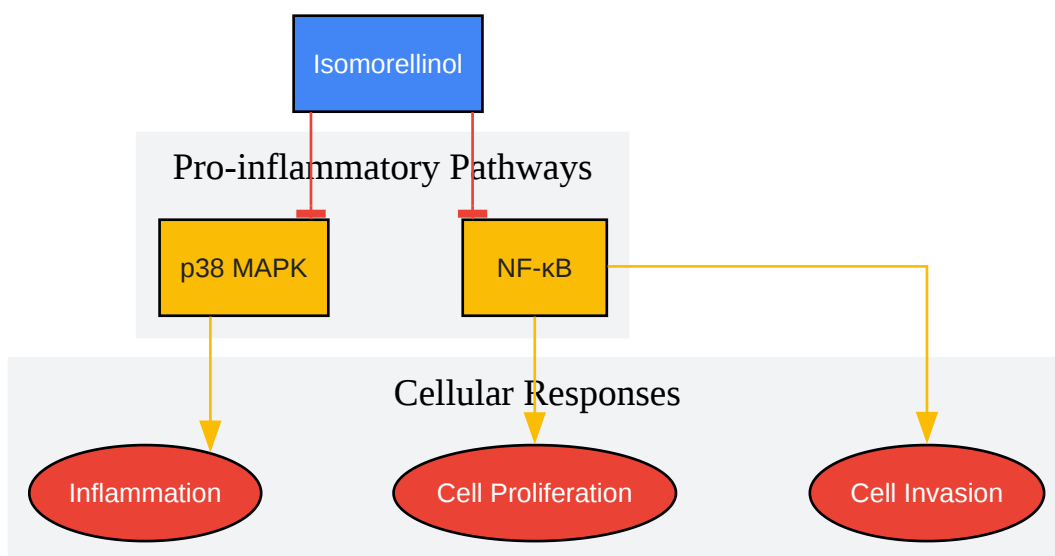 Isomorellinol
Pro-inflammatory Pathways
p38 MAPK
NF-κB
Cellular Responses
Inflammation
Cell Proliferation
Cell Invasion